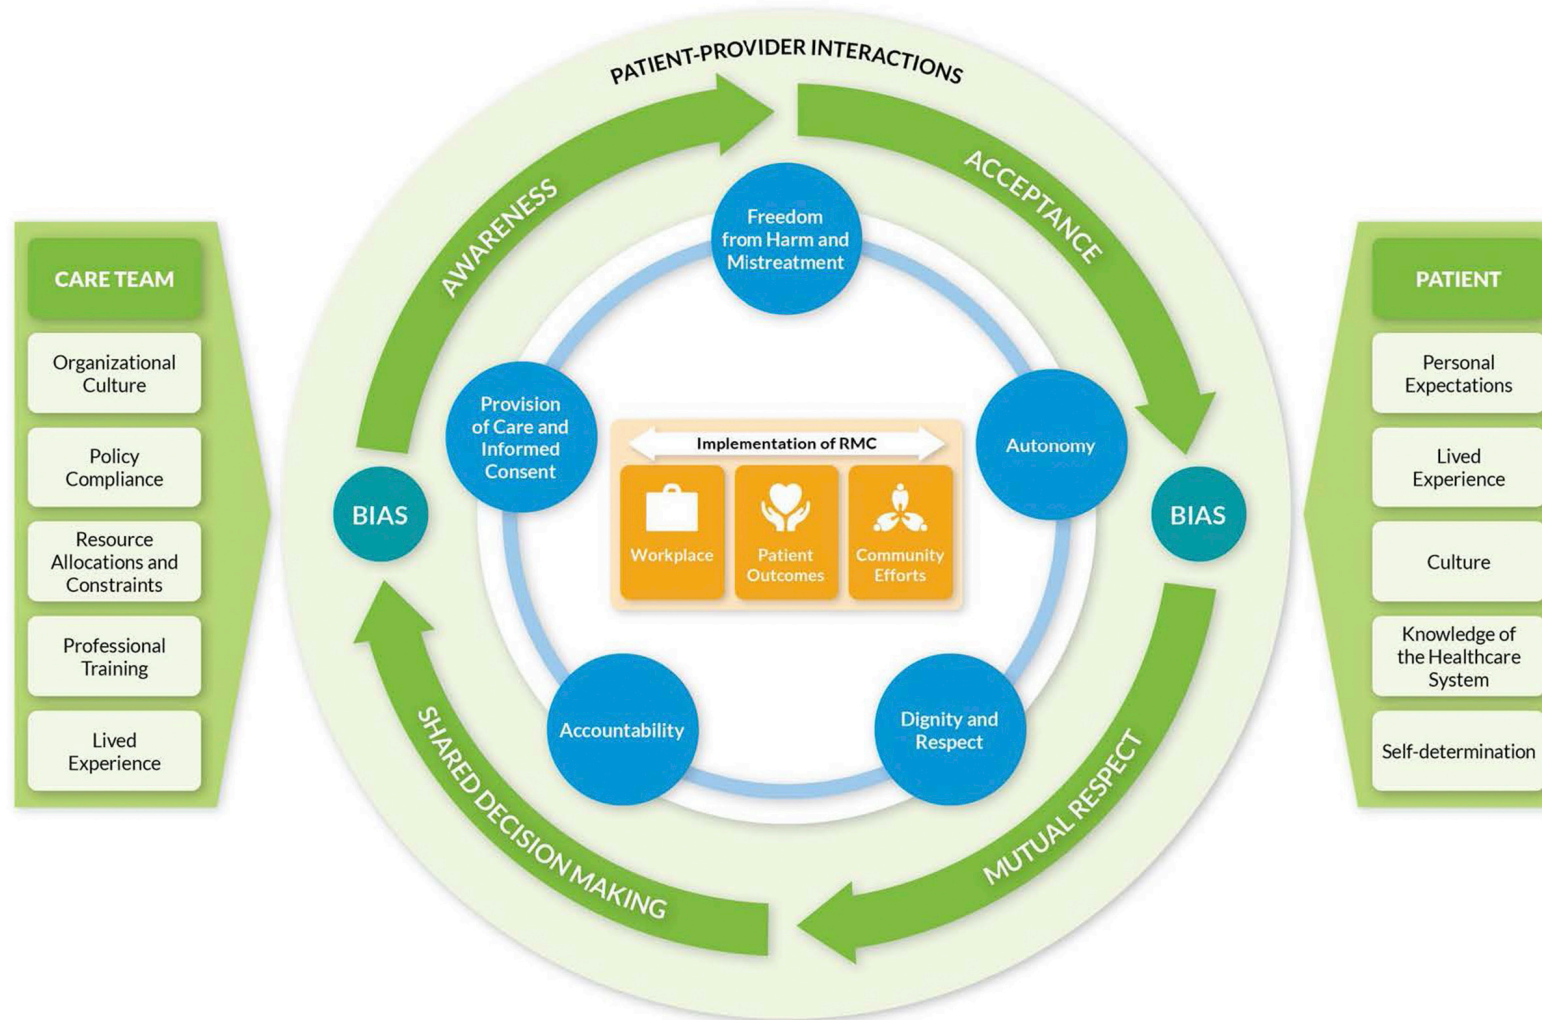 PATIENT-PROVIDER INTERACTIONS
AWARENESS
ACCEPTANCE
MUTUAL RESPECT
SHARED DECISION MAKING
BIAS
BIAS
CARE TEAM
Organizational
Culture
Policy
Compliance
Resource
Allocations and
Constraints
Professional
Training
Lived
Experience
Freedom
from Harm and
Mistreatment
Autonomy
Dignity and
Respect
Accountability
Provision
of Care and
Informed
Consent
Implementation of RMC
Workplace
Patient
Outcomes
Community
Efforts
PATIENT
Personal
Expectations
Lived
Experience
Culture
Knowledge of
the Healthcare
System
Self-determination